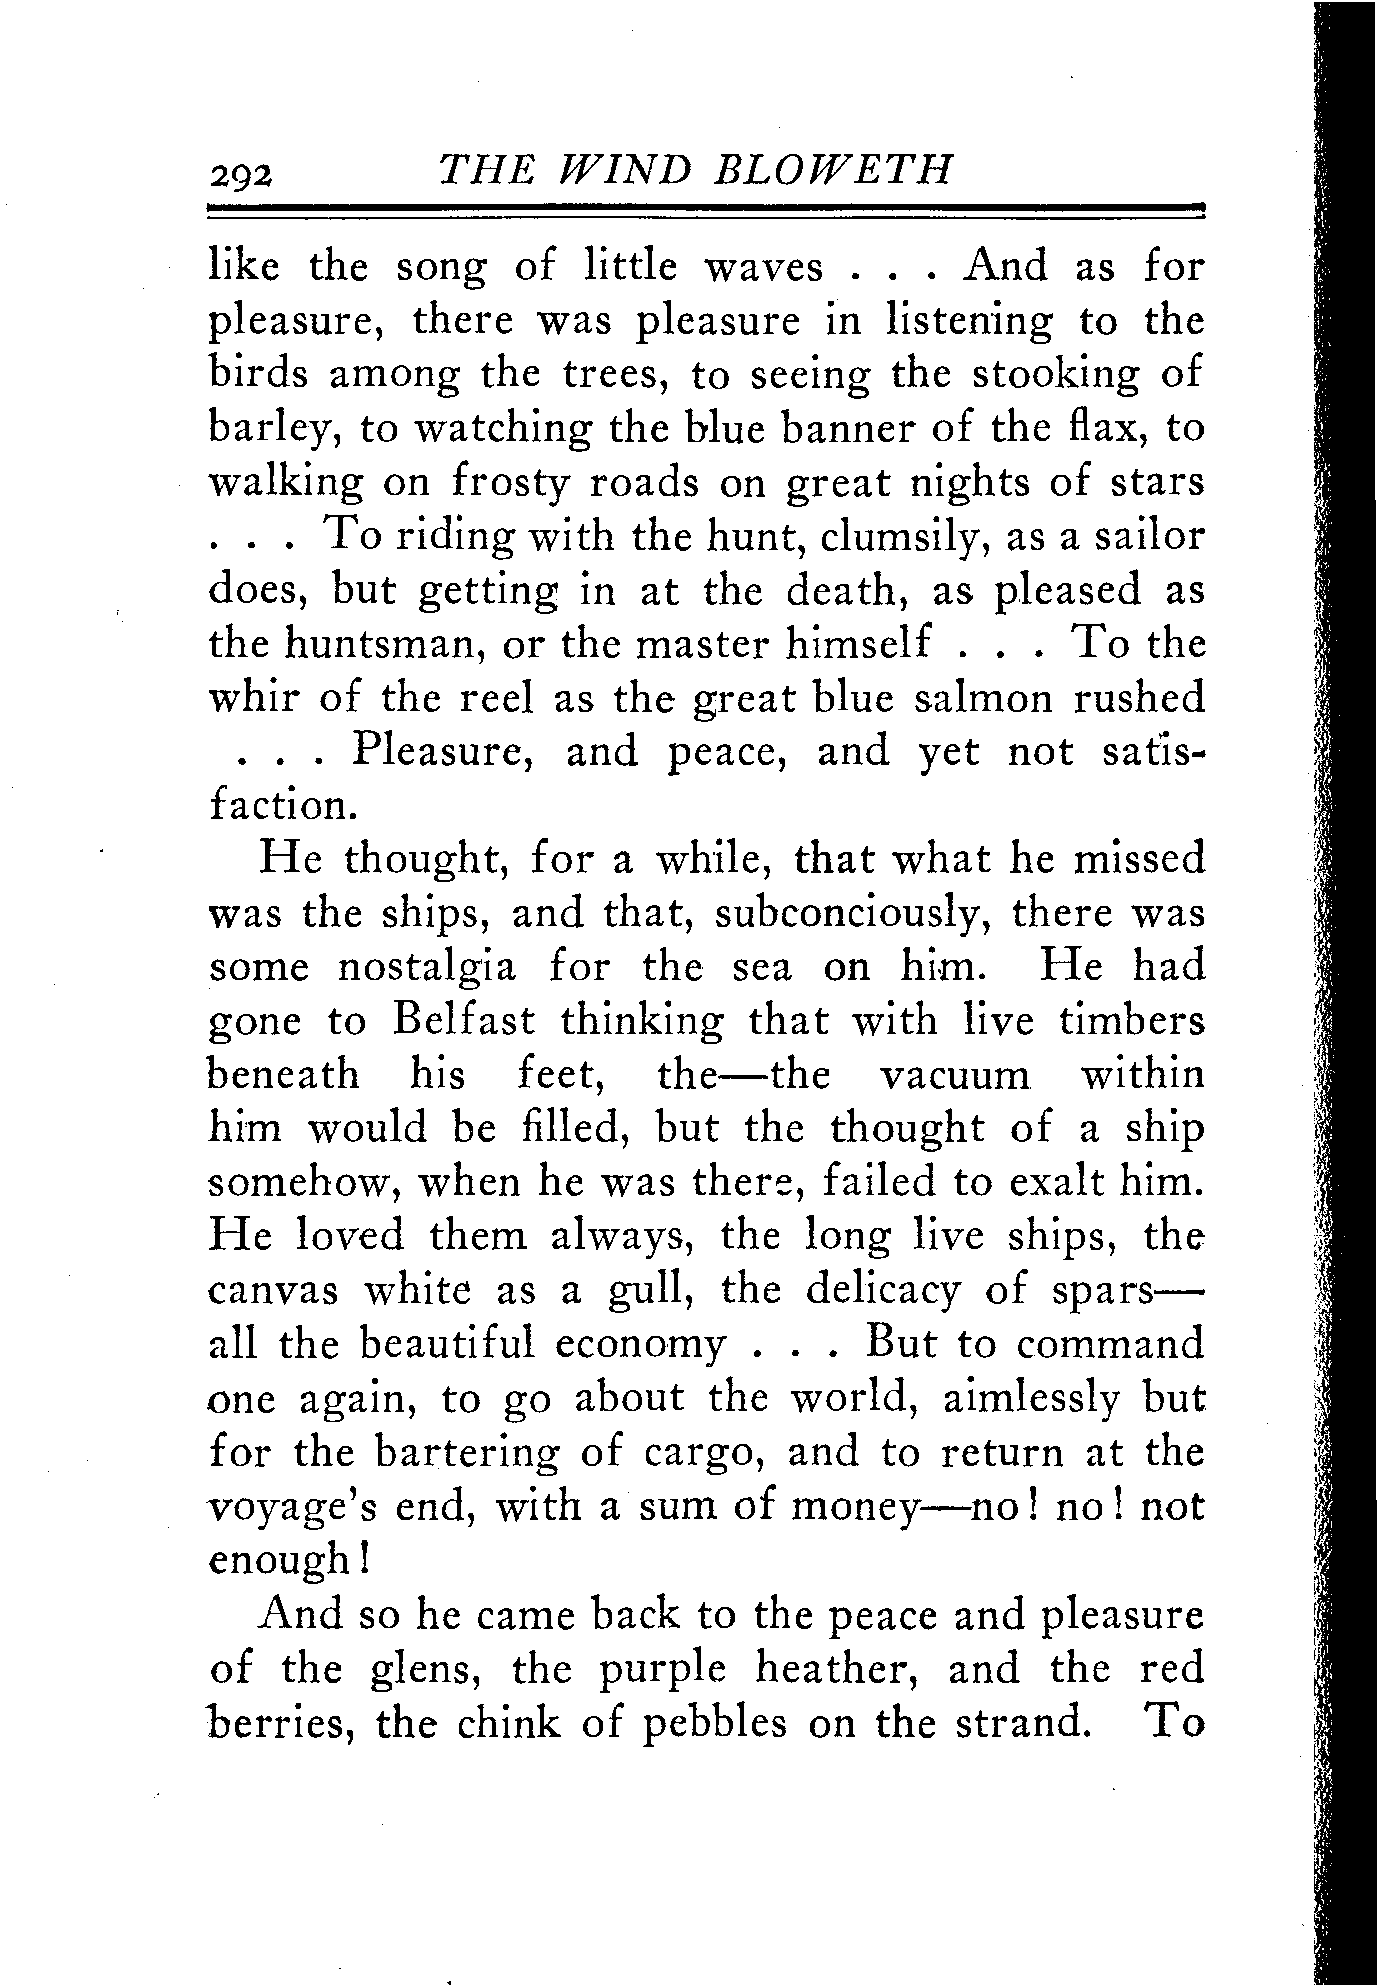 292 THE WIND BLOWETH
like the song of little waves . . . And as for
pleasure, there was pleasure in listening to the
birds among the trees, to seeing the stooking of
barley, to watching the blue banner of the flax, to
walking on frosty roads on great nights of stars
. . . To riding with the hunt, clumsily, as a sailor
does, but getting in at the death, as pleased as
the huntsman, or the master himself . . . To the
whir of the reel as the great blue salmon rushed
. . . Pleasure, and peace, and yet not satis-
faction.
He thought, for a while, that what he missed
was the ships, and that, subconciously, there was
some nostalgia for the sea on him. He had
gone to Belfast thinking that with live timbers
beneath his feet, the—the vacuum within
him would be filled, but the thought of a ship
somehow, when he was there, failed to exalt him.
He loved them always, the long live ships, the
canvas white as a gull, the delicacy of spars—
all the beautiful economy . . . But to command
one again, to go about the world, aimlessly but
for the bartering of cargo, and to return at the
voyage's end, with a sum of money—no! no! not
enough!
And so he came back to the peace and pleasure
of the glens, the purple heather, and the red
berries, the chink of pebbles on the strand. To